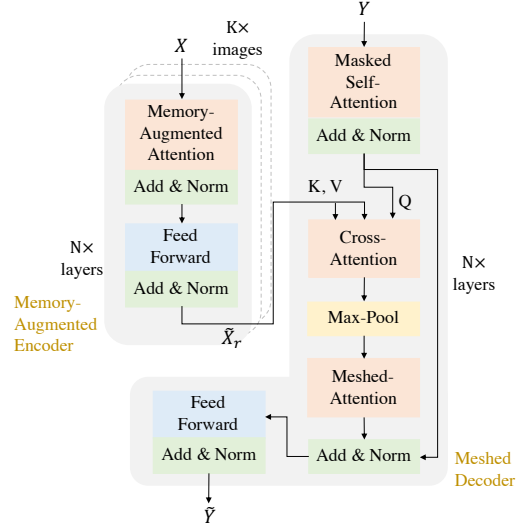 K×
images
X
Memory-
Augmented
Attention
Add & Norm
Feed
Forward
Add & Norm
N×
layers
Memory-
Augmented
Encoder
X̃r
Y
Masked
Self-
Attention
Add & Norm
K, V
Q
Cross-
Attention
Max-Pool
Meshed-
Attention
Add & Norm
N×
layers
Feed
Forward
Add & Norm
Meshed
Decoder
Ỹ